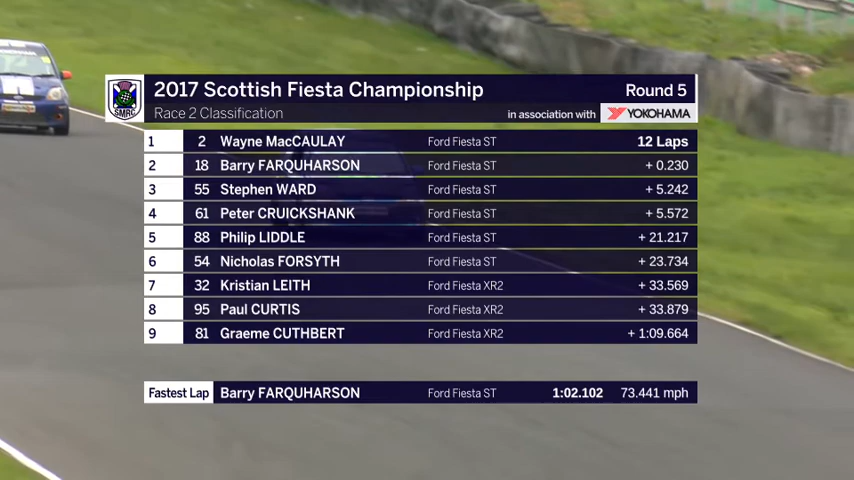 2017 Scottish Fiesta Championship Round 5
Race 2 Classification in association with YOKOHAMA
SMRC
1 2 Wayne MacCAULAY Ford Fiesta ST 12 Laps
2 18 Barry FARQUHARSON Ford Fiesta ST + 0.230
3 55 Stephen WARD Ford Fiesta ST + 5.242
4 61 Peter CRUICKSHANK Ford Fiesta ST + 5.572
5 88 Philip LIDDLE Ford Fiesta ST + 21.217
6 54 Nicholas FORSYTH Ford Fiesta ST + 23.734
7 32 Kristian LEITH Ford Fiesta XR2 + 33.569
8 95 Paul CURTIS Ford Fiesta XR2 + 33.879
9 81 Graeme CUTHBERT Ford Fiesta XR2 + 1:09.664
Fastest Lap Barry FARQUHARSON Ford Fiesta ST 1:02.102 73.441 mph